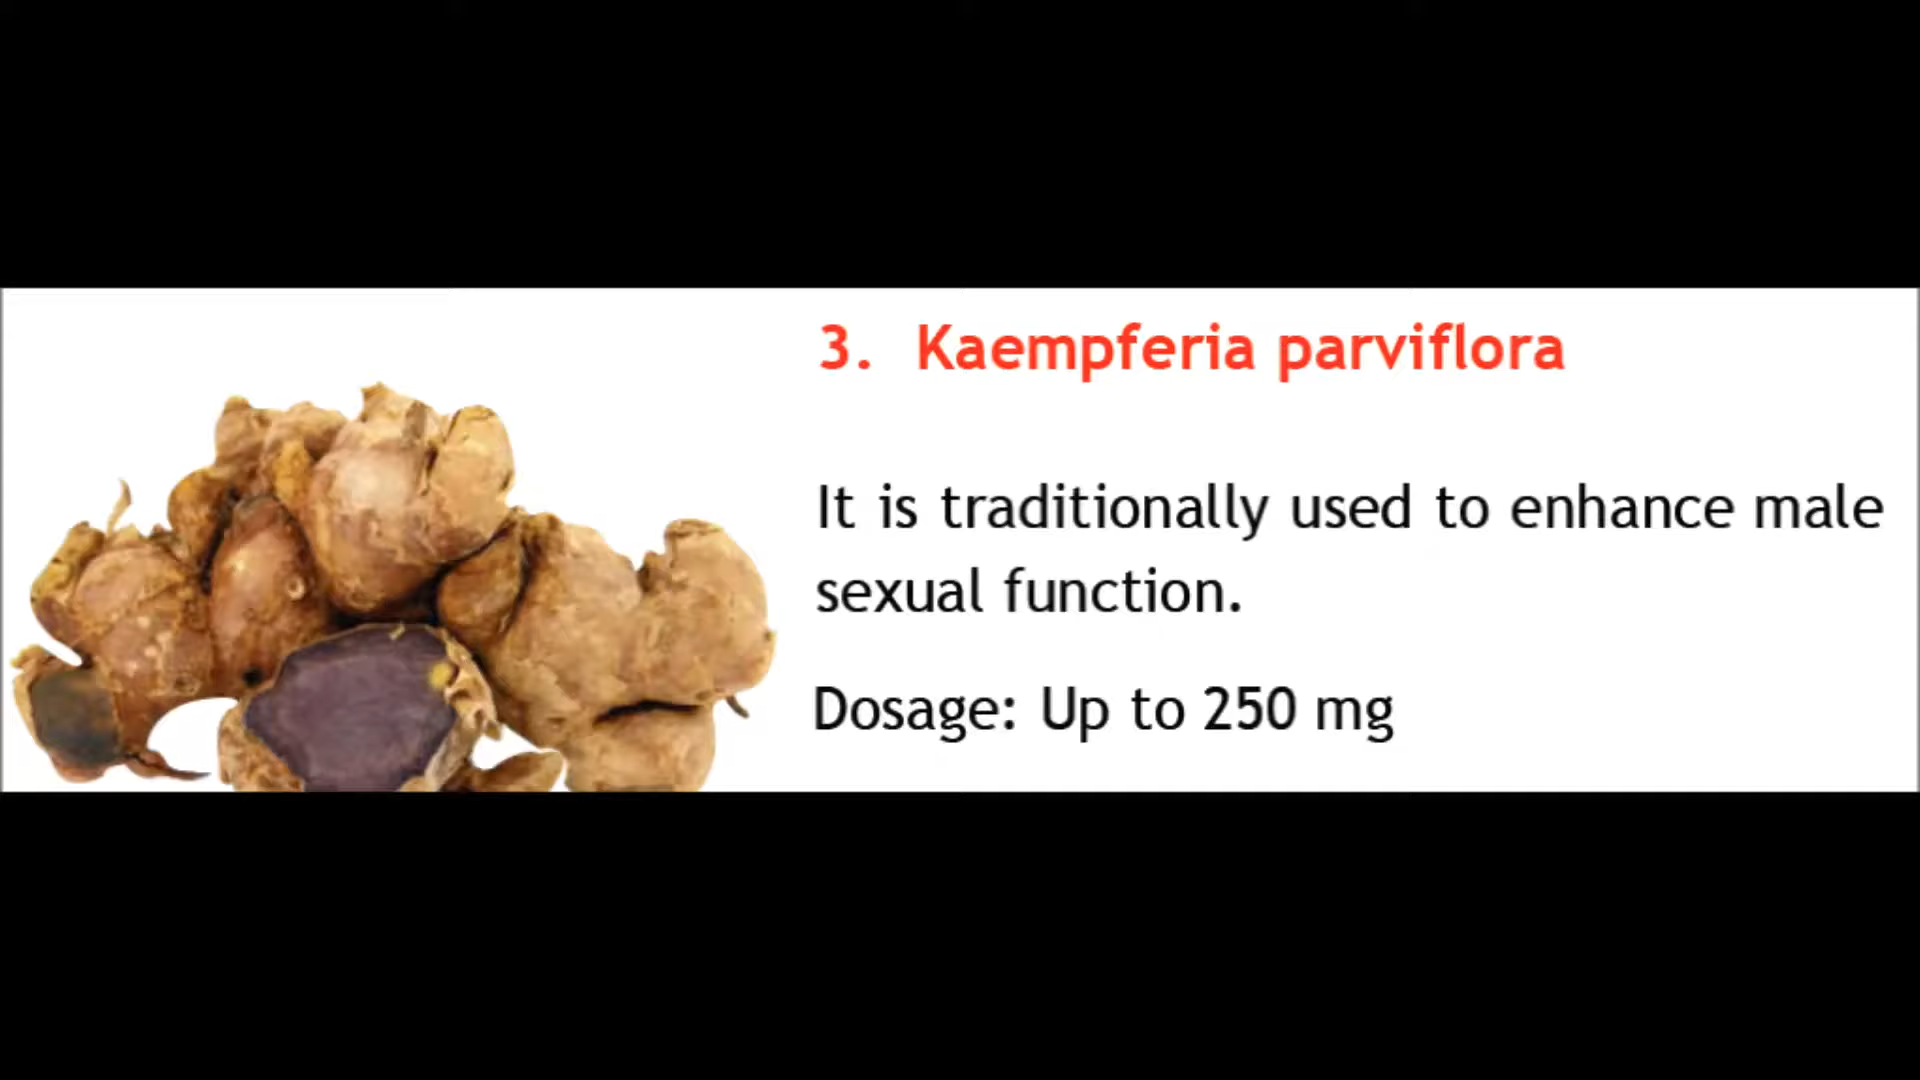 3. Kaempferia parviflora
It is traditionally used to enhance male
sexual function.
Dosage: Up to 250 mg